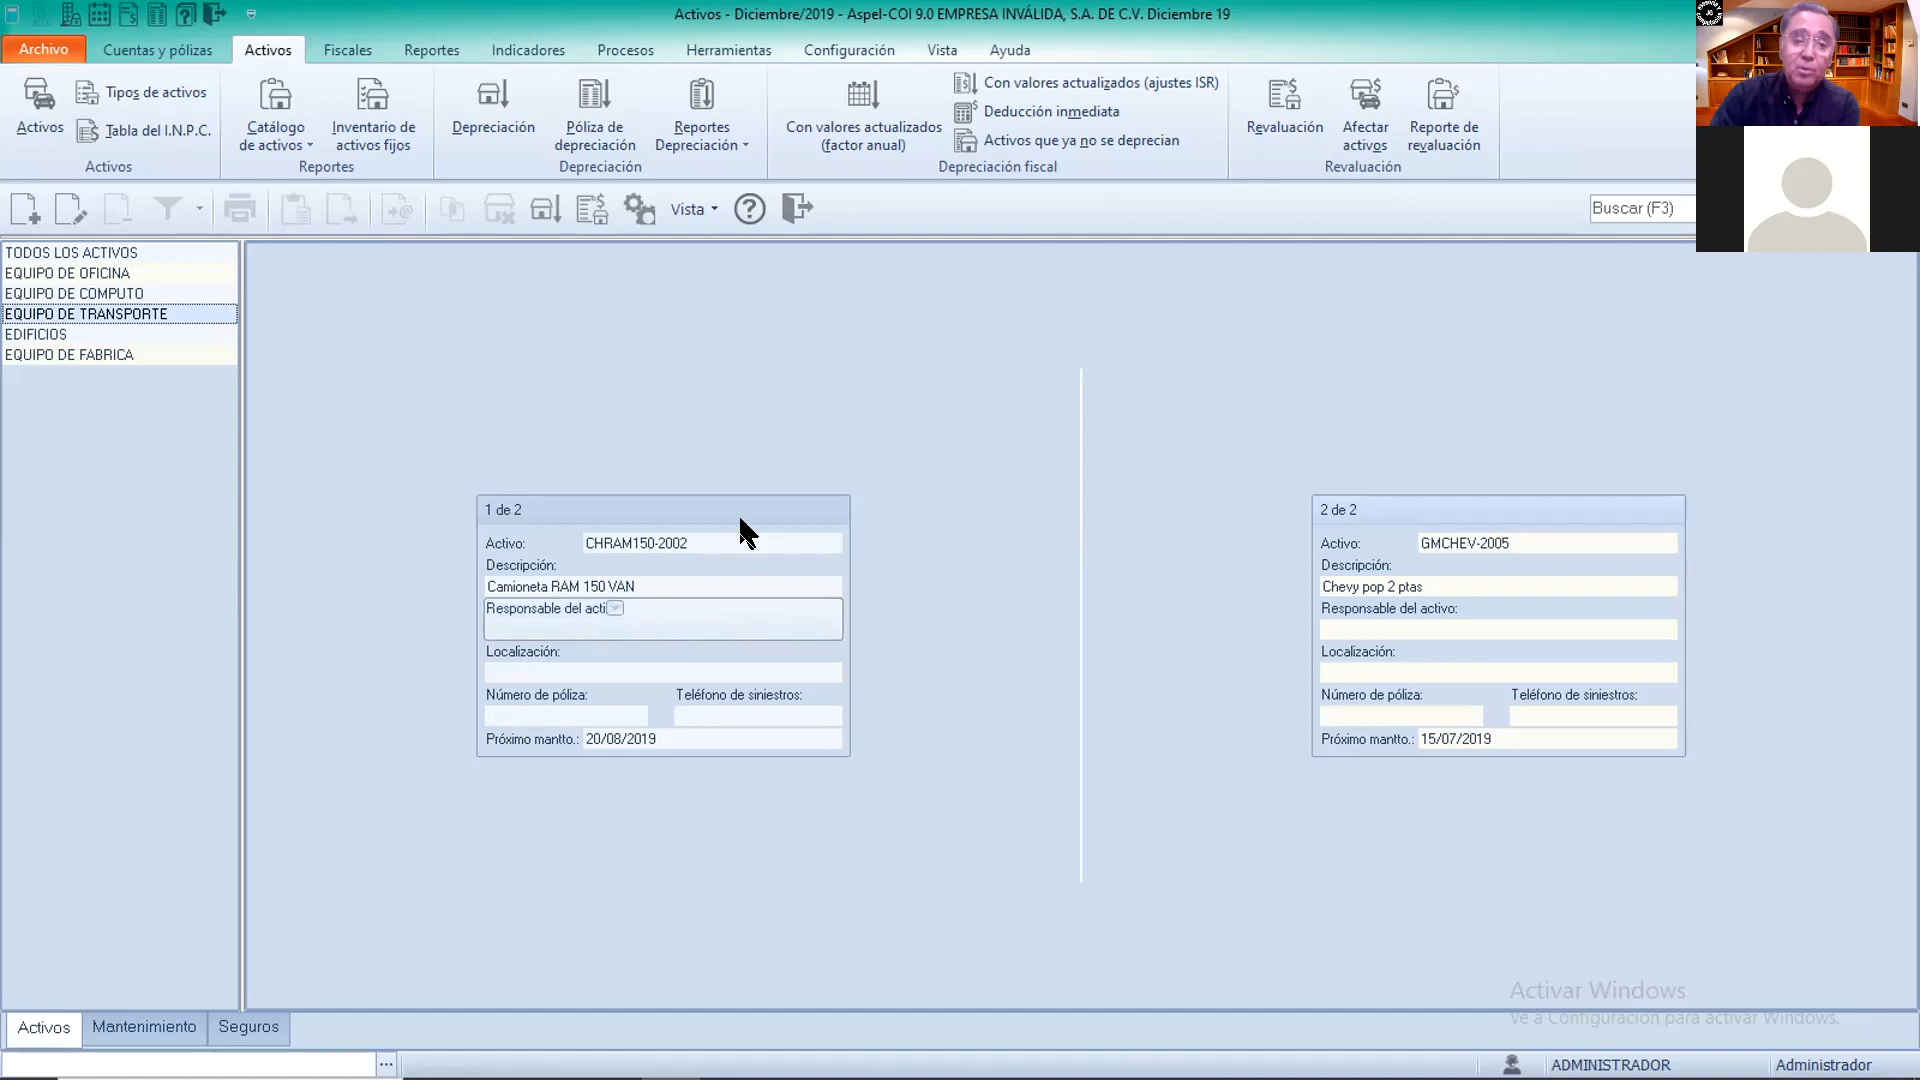 Activos - Diciembre/2019 - Aspel-COI 9.0 EMPRESA INVÁLIDA, S.A. DE C.V. Diciembre 19
Archivo Cuentas y pólizas Activos Fiscales Reportes Indicadores Procesos Herramientas Configuración Vista Ayuda
Activos
Tipos de activos
Tabla del I.N.P.C.
Activos
Catálogo de activos
Inventario de activos fijos
Reportes
Depreciación
Póliza de depreciación
Reportes Depreciación
Depreciación
Con valores actualizados (factor anual)
Con valores actualizados (ajustes ISR)
Deducción inmediata
Activos que ya no se deprecian
Depreciación fiscal
Revaluación
Afectar activos
Reporte de revaluación
Revaluación
Vista
Buscar (F3)
TODOS LOS ACTIVOS
EQUIPO DE OFICINA
EQUIPO DE COMPUTO
EQUIPO DE TRANSPORTE
EDIFICIOS
EQUIPO DE FABRICA
1 de 2
Activo: CHRAM150-2002
Descripción:
Camioneta RAM 150 VAN
Responsable del acti
Localización:
Número de póliza: Teléfono de siniestros:
Próximo mantto.: 20/08/2019
2 de 2
Activo: GMCHEV-2005
Descripción:
Chevy pop 2 ptas
Responsable del activo:
Localización:
Número de póliza: Teléfono de siniestros:
Próximo mantto.: 15/07/2019
Activar Windows
Ve a Configuración para activar Windows.
Activos Mantenimiento Seguros
... ADMINISTRADOR Administrador